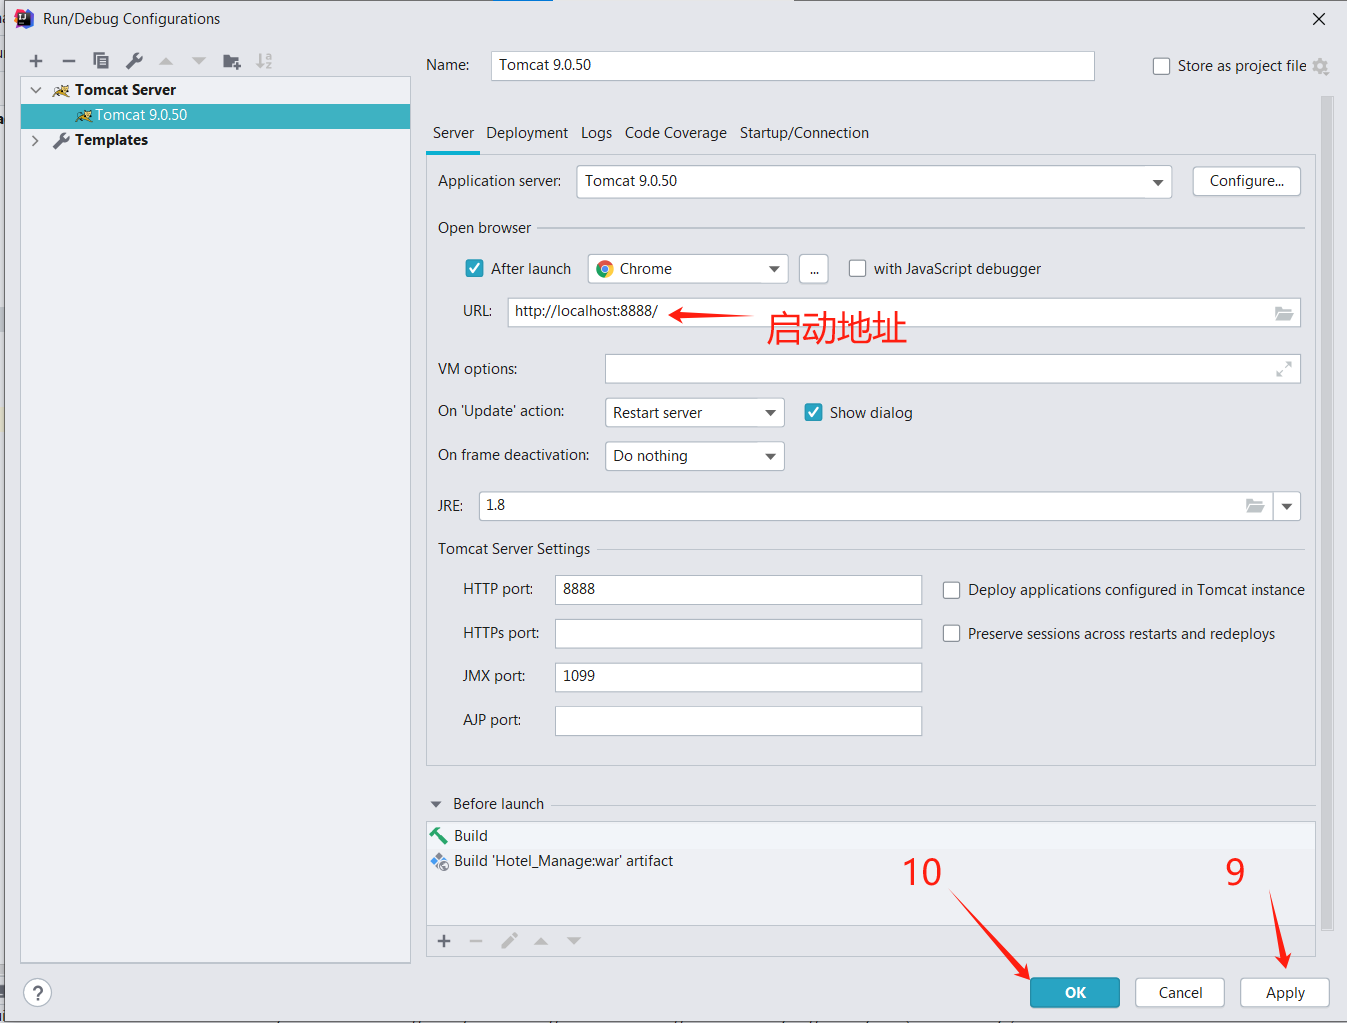 Run/Debug Configurations
Name: Tomcat 9.0.50 Store as project file
Tomcat Server
Tomcat 9.0.50
Templates
Server Deployment Logs Code Coverage Startup/Connection
Application server: Tomcat 9.0.50 Configure...
Open browser
After launch Chrome ... with JavaScript debugger
URL: http://localhost:8888/
启动地址
VM options:
On 'Update' action: Restart server Show dialog
On frame deactivation: Do nothing
JRE: 1.8
Tomcat Server Settings
HTTP port: 8888 Deploy applications configured in Tomcat instance
HTTPs port: Preserve sessions across restarts and redeploys
JMX port: 1099
AJP port:
Before launch
Build
Build 'Hotel_Manage:war' artifact
10 9
? OK Cancel Apply